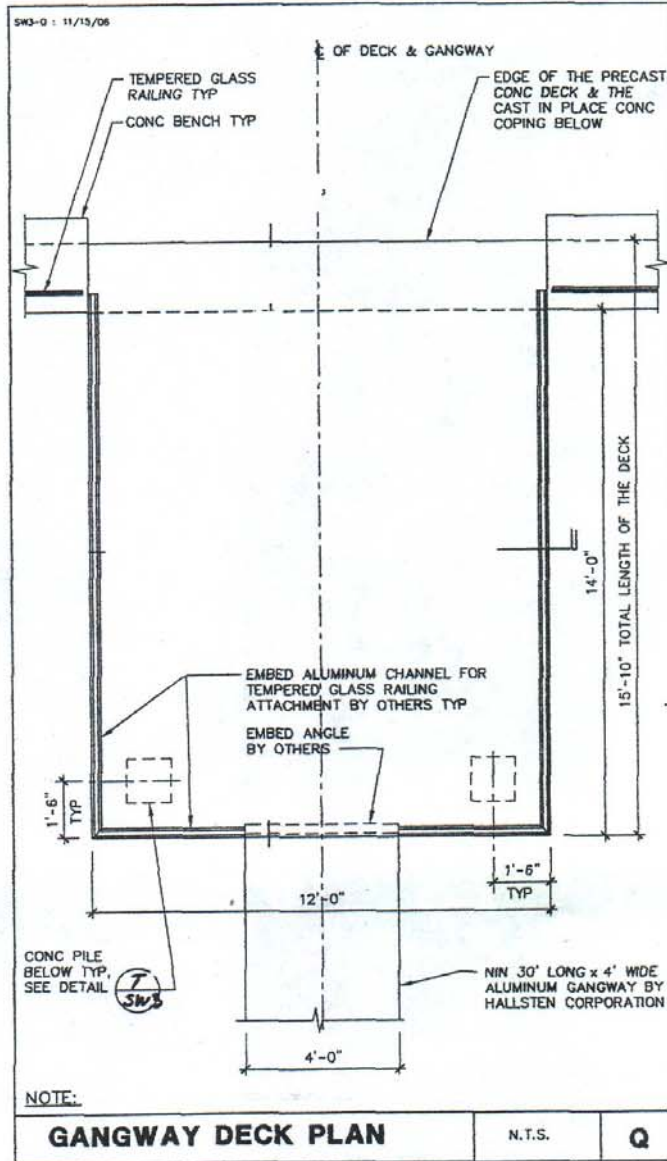 SW3-Q : 11/15/06
℄ OF DECK & GANGWAY
TEMPERED GLASS
RAILING TYP
CONC BENCH TYP
EDGE OF THE PRECAST
CONC DECK & THE
CAST IN PLACE CONC
COPING BELOW
14'-0"
15'-10" TOTAL LENGTH OF THE DECK
EMBED ALUMINUM CHANNEL FOR
TEMPERED GLASS RAILING
ATTACHMENT BY OTHERS TYP
EMBED ANGLE
BY OTHERS
1'-6"
TYP
1'-6"
TYP
12'-0"
CONC PILE
BELOW TYP,
SEE DETAIL
T
SW3
NIN 30' LONG x 4' WIDE
ALUMINUM GANGWAY BY
HALLSTEN CORPORATION
4'-0"
NOTE:
GANGWAY DECK PLAN
N.T.S.
Q